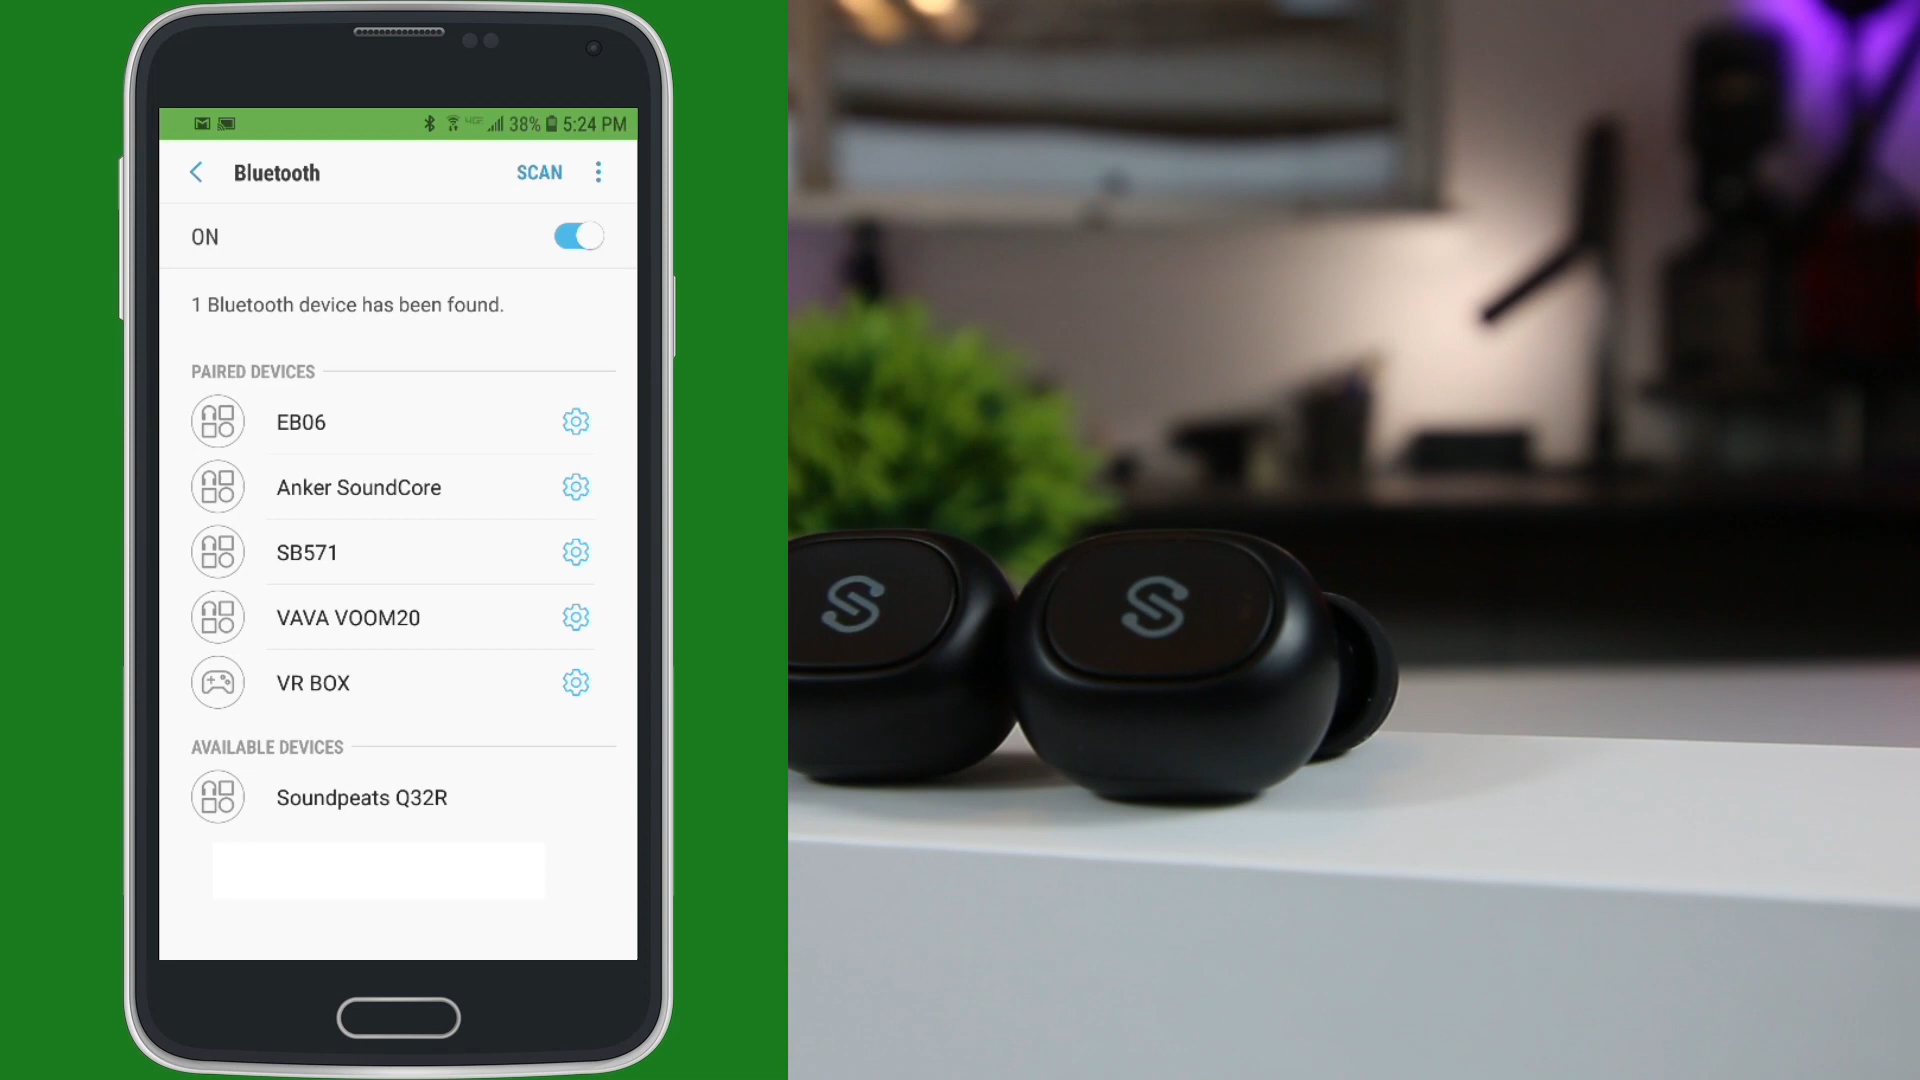 38% 5:24 PM
Bluetooth SCAN
ON
1 Bluetooth device has been found.
PAIRED DEVICES
EB06
Anker SoundCore
SB571
VAVA VOOM20
VR BOX
AVAILABLE DEVICES
Soundpeats Q32R